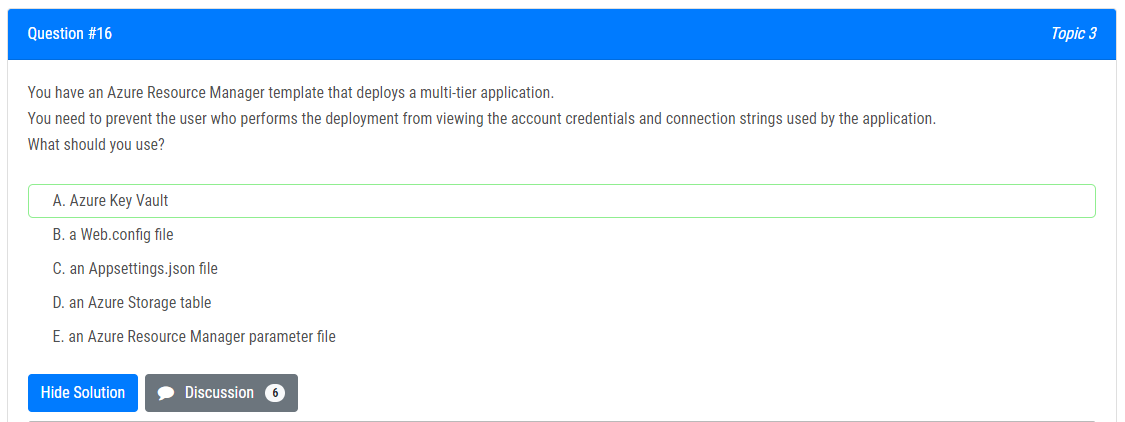 Question #16
Topic 3
You have an Azure Resource Manager template that deploys a multi-tier application.
You need to prevent the user who performs the deployment from viewing the account credentials and connection strings used by the application.
What should you use?
A. Azure Key Vault
B. a Web.config file
C. an Appsettings.json file
D. an Azure Storage table
E. an Azure Resource Manager parameter file
Hide Solution
Discussion 6